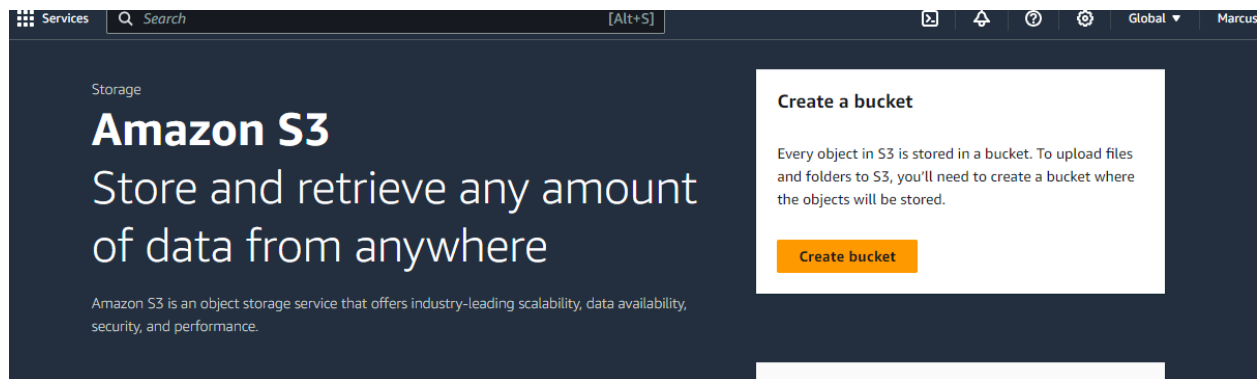 Services
Search
[Alt+S]
Global
Marcus
Storage
Amazon S3
Store and retrieve any amount
of data from anywhere
Amazon S3 is an object storage service that offers industry-leading scalability, data availability,
security, and performance.
Create a bucket
Every object in S3 is stored in a bucket. To upload files
and folders to S3, you'll need to create a bucket where
the objects will be stored.
Create bucket